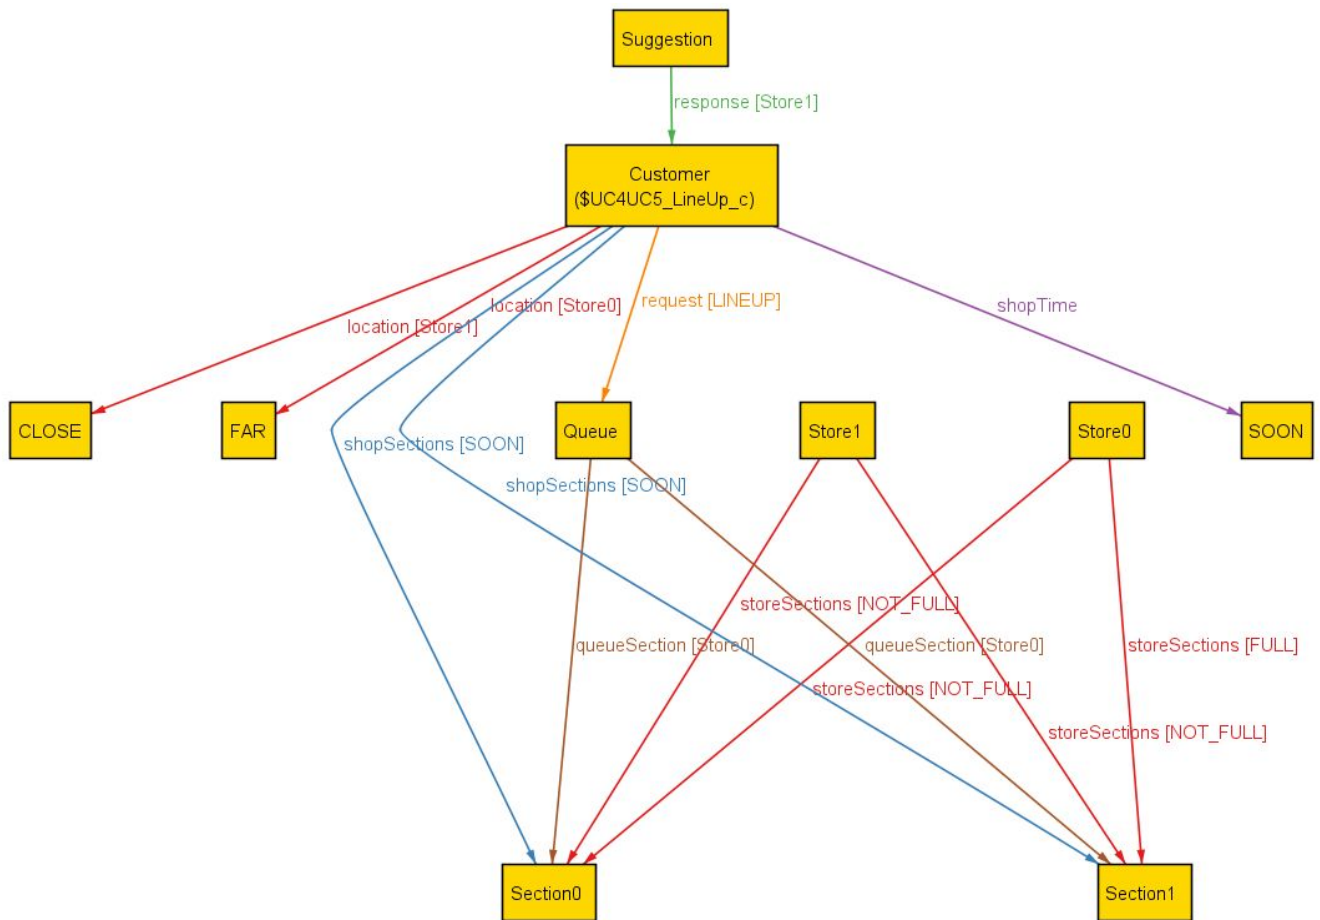 Suggestion
response [Store1]
Customer
($UC4UC5_LineUp_c)
location [Store0]
request [LINEUP]
shopTime
location [Store1]
CLOSE
FAR
Queue
Store1
Store0
SOON
shopSections [SOON]
shopSections [SOON]
storeSections [NOT_FULL]
queueSection [Store0]
queueSection [Store0]
storeSections [FULL]
storeSections [NOT_FULL]
storeSections [NOT_FULL]
Section0
Section1